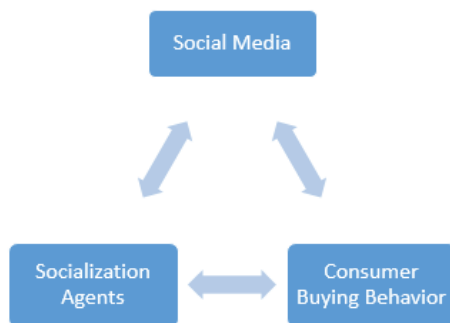 Social Media
Socialization
Agents
Consumer
Buying Behavior